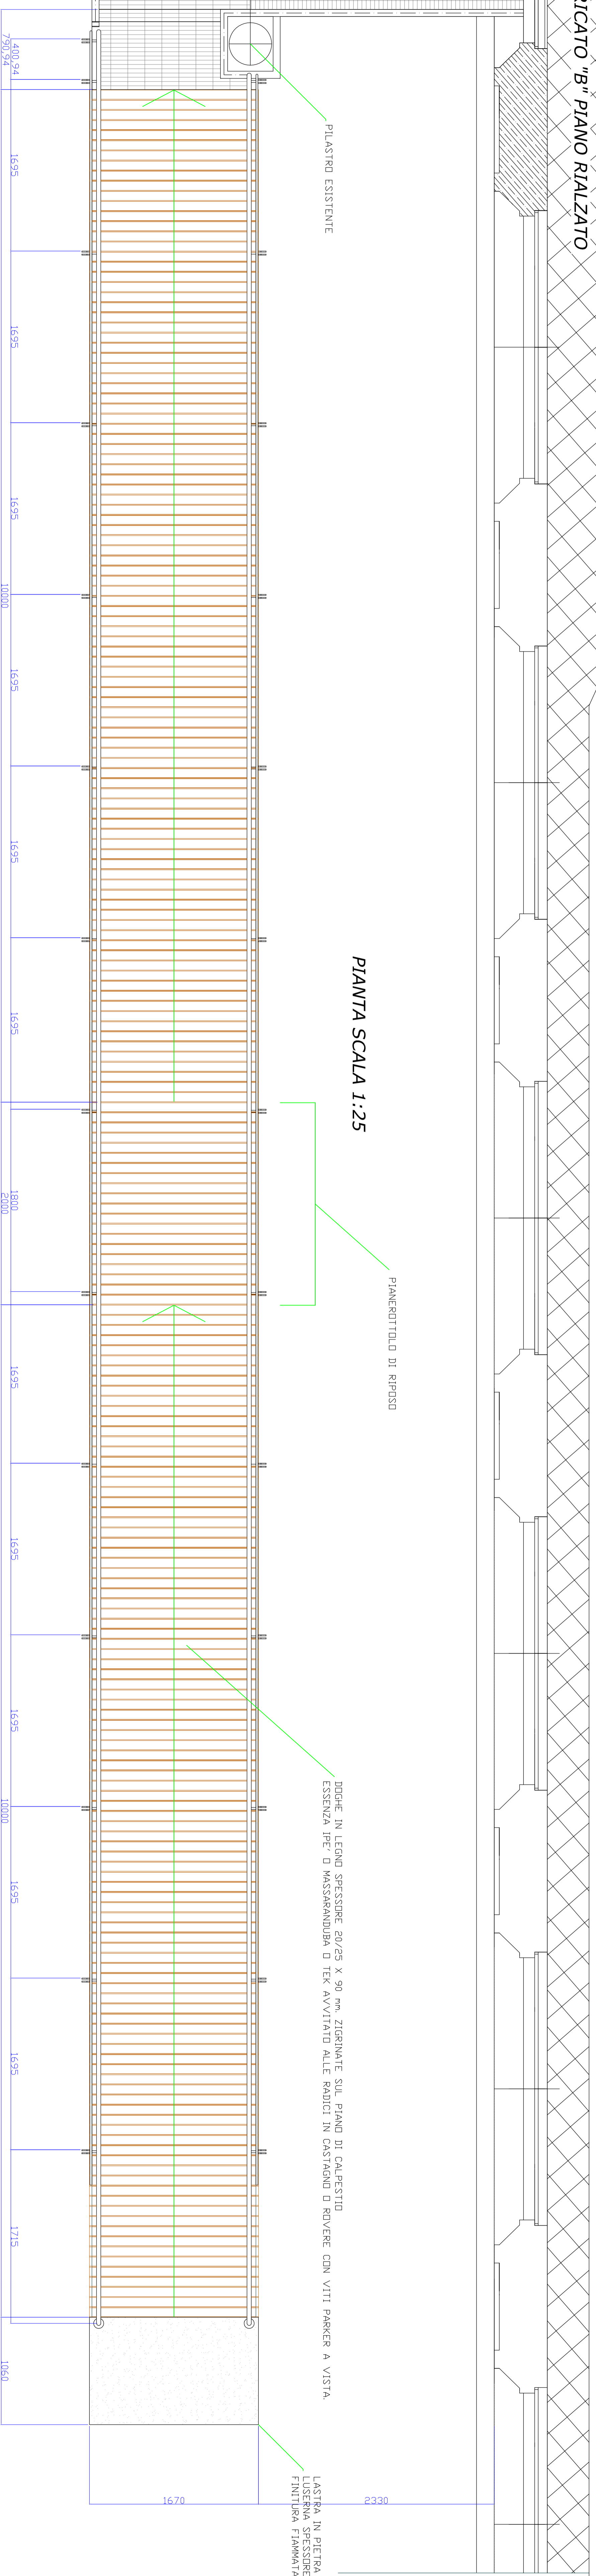 RICATO "B" PIANO RIALZATO
PILASTRO ESISTENTE
PIANTA SCALA 1:25
PIANEROTTOLO DI RIPOSO
DOGHE IN LEGNO SPESSORE 20/25 X 90 mm. ZIGRINATE SUL PIANO DI CALPESTIO
ESSENZA IPE' O MASSARANDUBA O TEK AVVITATO ALLE RADICI IN CASTAGNO O ROVERE CON VITI PARKER A VISTA.
LASTRA IN PIETRA
LUSERNA SPESSORE
FINITURA FIAMMATA
400,94
1695
1695
1695
1695
1695
1695
1800
1695
1695
1695
1695
1715
790,94
10000
2000
10000
1060
1670
2330